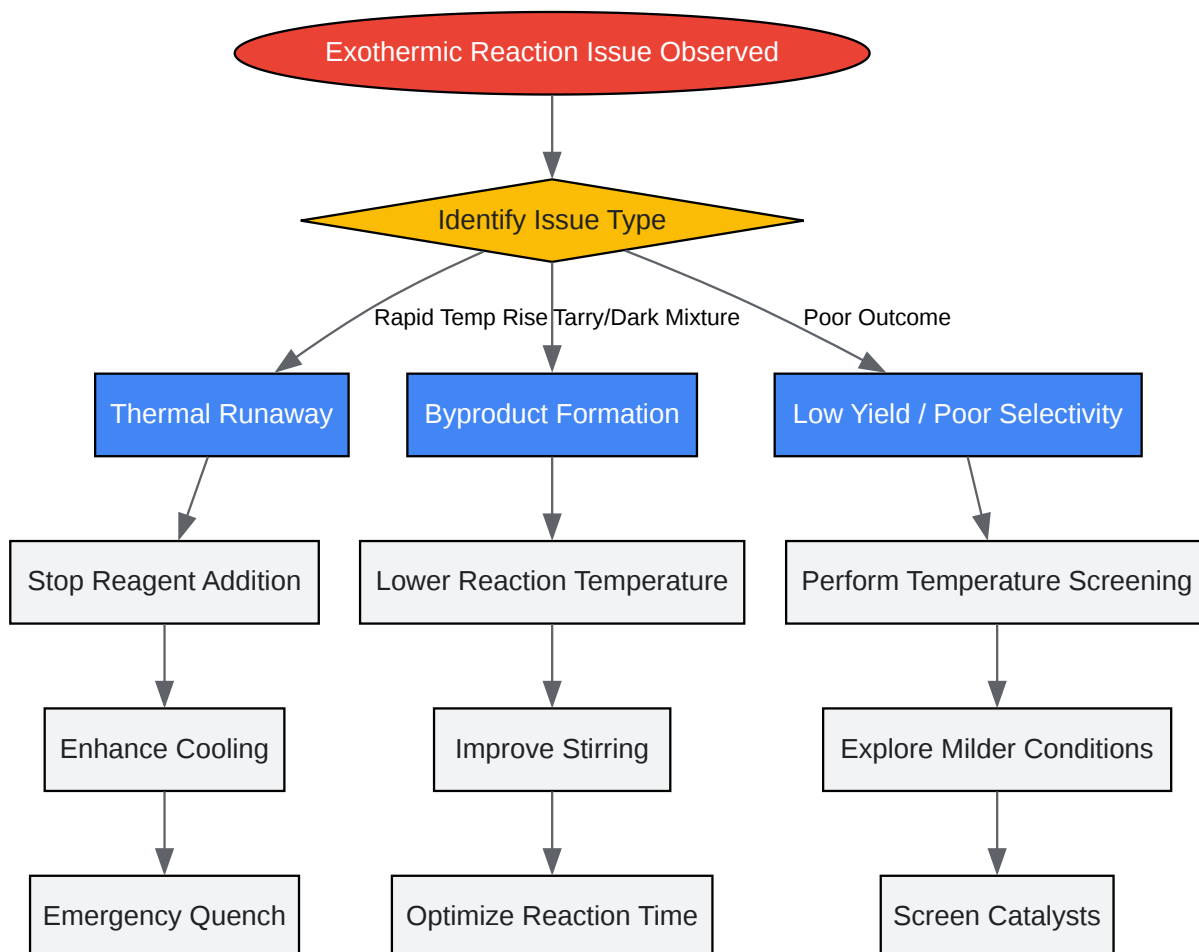 Exothermic Reaction Issue Observed
Identify Issue Type
Rapid Temp Rise
Tarry/Dark Mixture
Poor Outcome
Thermal Runaway
Byproduct Formation
Low Yield / Poor Selectivity
Stop Reagent Addition
Lower Reaction Temperature
Perform Temperature Screening
Enhance Cooling
Improve Stirring
Explore Milder Conditions
Emergency Quench
Optimize Reaction Time
Screen Catalysts